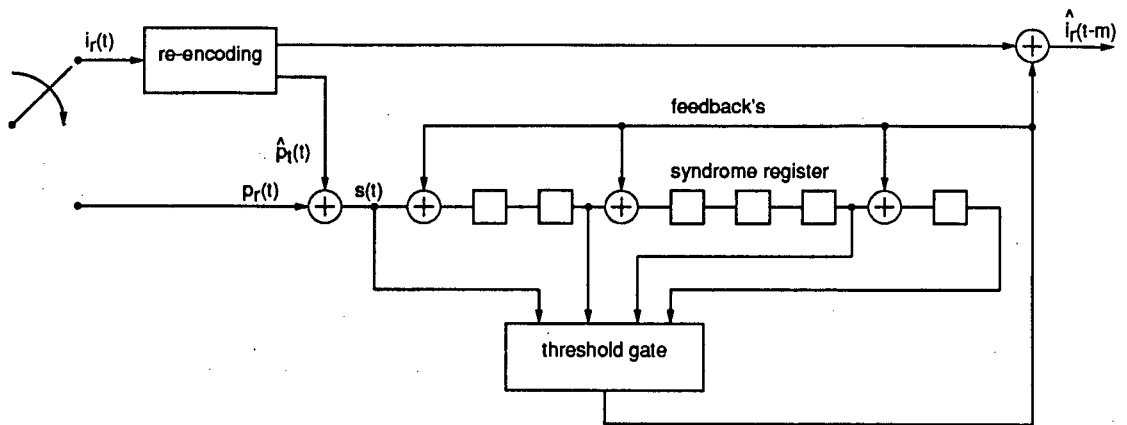 i_r(t)
re-encoding
î_r(t-m)
feedback's
p̂_t(t)
syndrome register
p_r(t)
s(t)
threshold gate